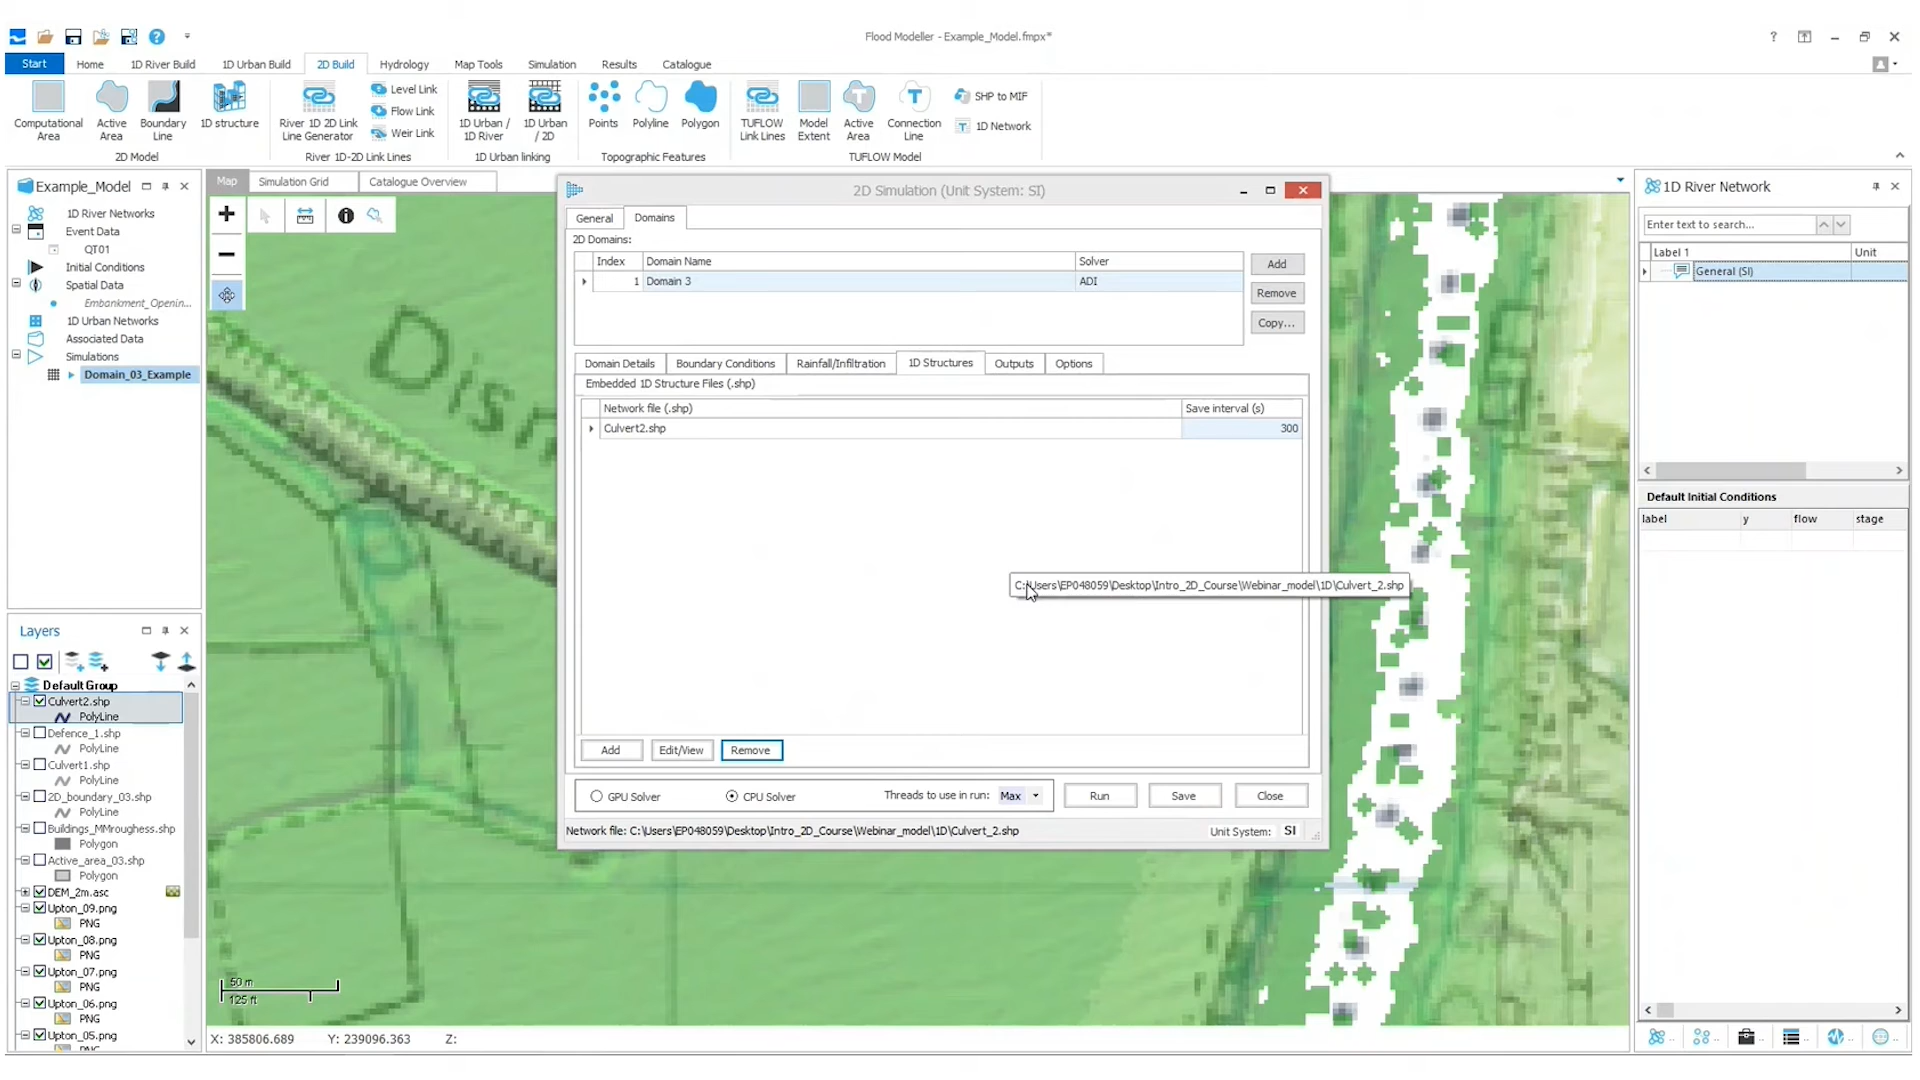 Flood Modeller - Example_Model.fmpx*
Start
Home
1D River Build
1D Urban Build
2D Build
Hydrology
Map Tools
Simulation
Results
Catalogue
Computational Area
Active Area
Boundary Line
1D structure
2D Model
River 1D 2D Link Line Generator
Level Link
Flow Link
Weir Link
River 1D-2D Link Lines
1D Urban / 1D River
1D Urban / 2D
1D Urban linking
Points
Polyline
Polygon
Topographic Features
TUFLOW Link Lines
Model Extent
Active Area
Connection Line
SHP to MIF
1D Network
TUFLOW Model
Example_Model
1D River Networks
Event Data
QT01
Initial Conditions
Spatial Data
Embankment_Openin...
1D Urban Networks
Associated Data
Simulations
Domain_03_Example
Layers
Default Group
Culvert2.shp
PolyLine
Defence_1.shp
PolyLine
Culvert1.shp
PolyLine
2D_boundary_03.shp
PolyLine
Buildings_MMroughess.shp
Polygon
Active_area_03.shp
Polygon
DEM_2m.asc
Upton_09.png
PNG
Upton_08.png
PNG
Upton_07.png
PNG
Upton_06.png
PNG
Upton_05.png
PNG
Map
Simulation Grid
Catalogue Overview
Disn
50 m
125 ft
X: 385806.689
Y: 239096.363
Z:
2D Simulation (Unit System: SI)
General
Domains
2D Domains:
Index
Domain Name
Solver
1
Domain 3
ADI
Add
Remove
Copy...
Domain Details
Boundary Conditions
Rainfall/Infiltration
1D Structures
Outputs
Options
Embedded 1D Structure Files (.shp)
Network file (.shp)
Save interval (s)
Culvert2.shp
300
C:\Users\EP048059\Desktop\Intro_2D_Course\Webinar_model\1D\Culvert_2.shp
Add
Edit/View
Remove
GPU Solver
CPU Solver
Threads to use in run:
Max
Run
Save
Close
Network file: C:\Users\EP048059\Desktop\Intro_2D_Course\Webinar_model\1D\Culvert_2.shp
Unit System:
SI
1D River Network
Enter text to search...
Label 1
Unit
General (SI)
Default Initial Conditions
label
y
flow
stage